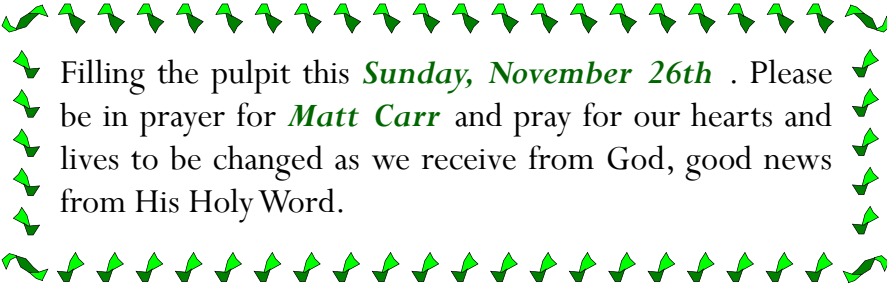 Filling the pulpit this Sunday, November 26th . Please
be in prayer for Matt Carr and pray for our hearts and
lives to be changed as we receive from God, good news
from His Holy Word.